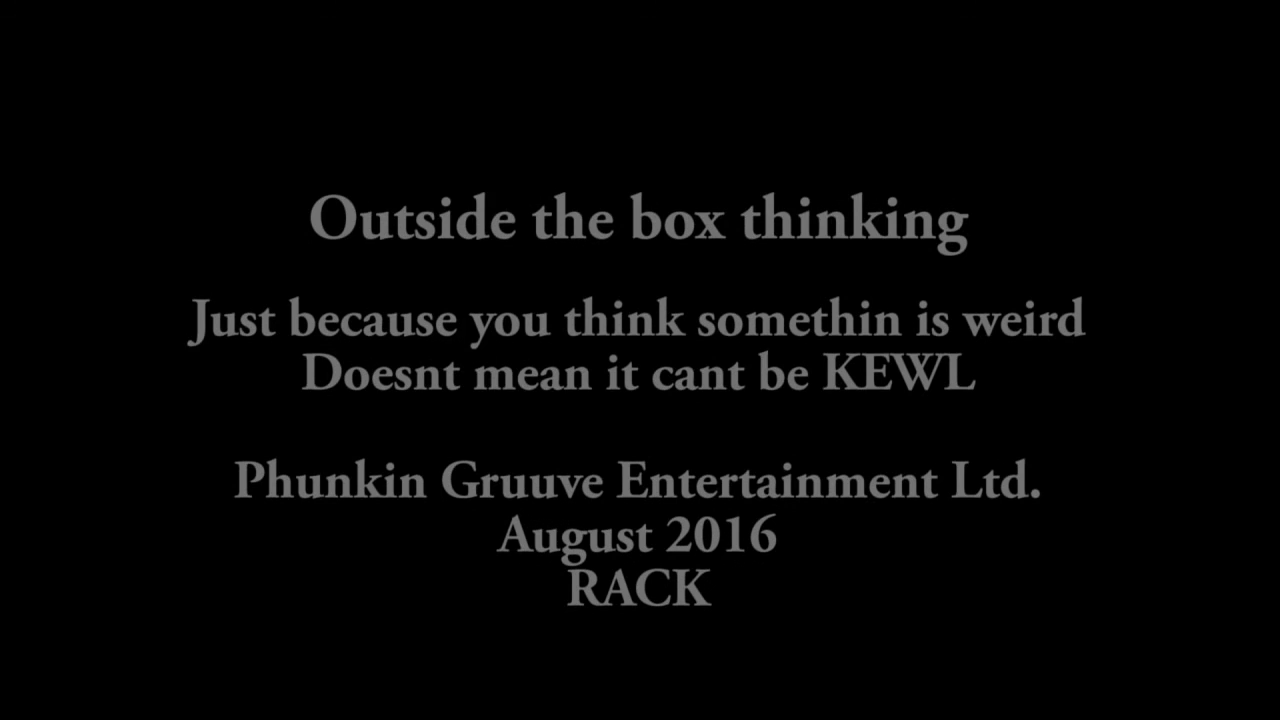 Outside the box thinking
Just because you think somethin is weird
Doesnt mean it cant be KEWL
Phunkin Gruuve Entertainment Ltd.
August 2016
RACK